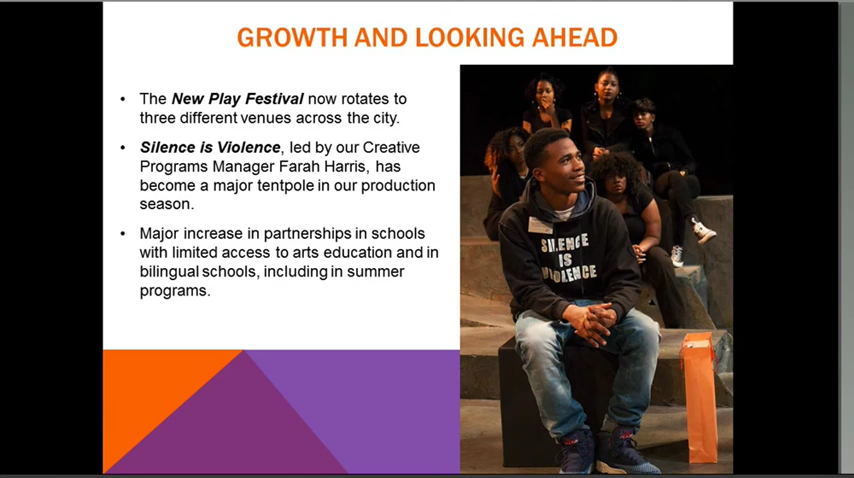 GROWTH AND LOOKING AHEAD
• The New Play Festival now rotates to
three different venues across the city.
• Silence is Violence, led by our Creative
Programs Manager Farah Harris, has
become a major tentpole in our production
season.
• Major increase in partnerships in schools
with limited access to arts education and in
bilingual schools, including in summer
programs.
SILENCE
IS
VIOLENCE